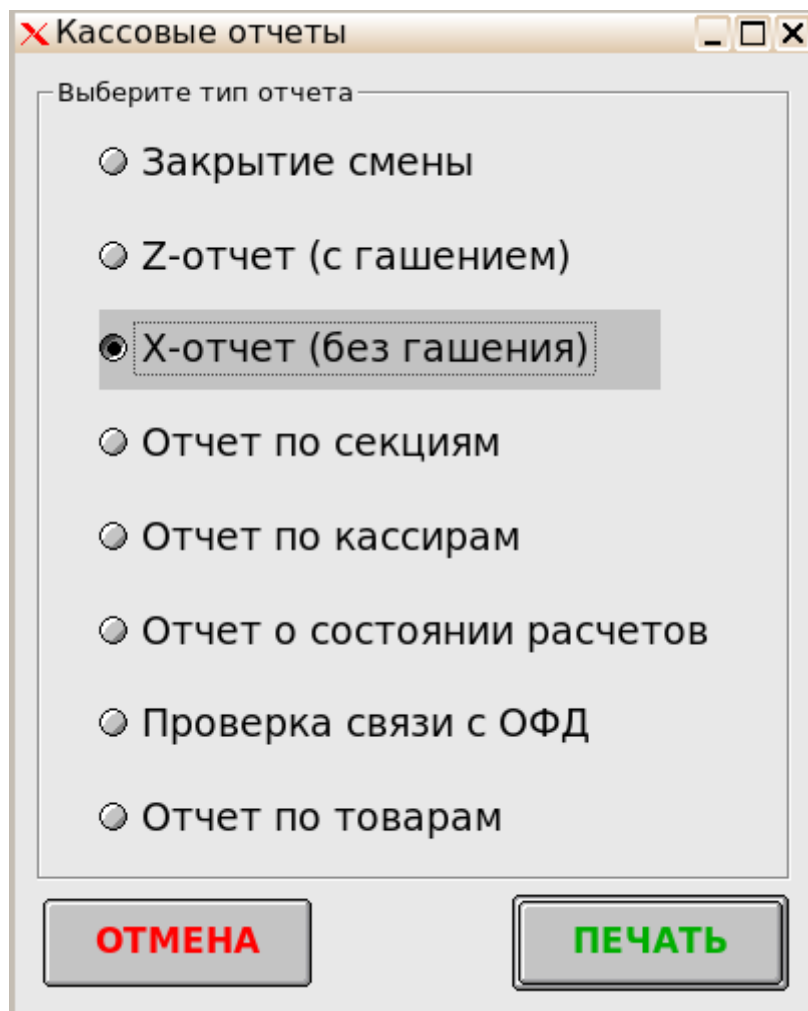 Кассовые отчеты
Выберите тип отчета
Закрытие смены
Z-отчет (с гашением)
X-отчет (без гашения)
Отчет по секциям
Отчет по кассирам
Отчет о состоянии расчетов
Проверка связи с ОФД
Отчет по товарам
ОТМЕНА
ПЕЧАТЬ